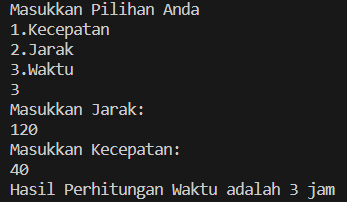 Masukkan Pilihan Anda
1.Kecepatan
2.Jarak
3.Waktu
3
Masukkan Jarak:
120
Masukkan Kecepatan:
40
Hasil Perhitungan Waktu adalah 3 jam